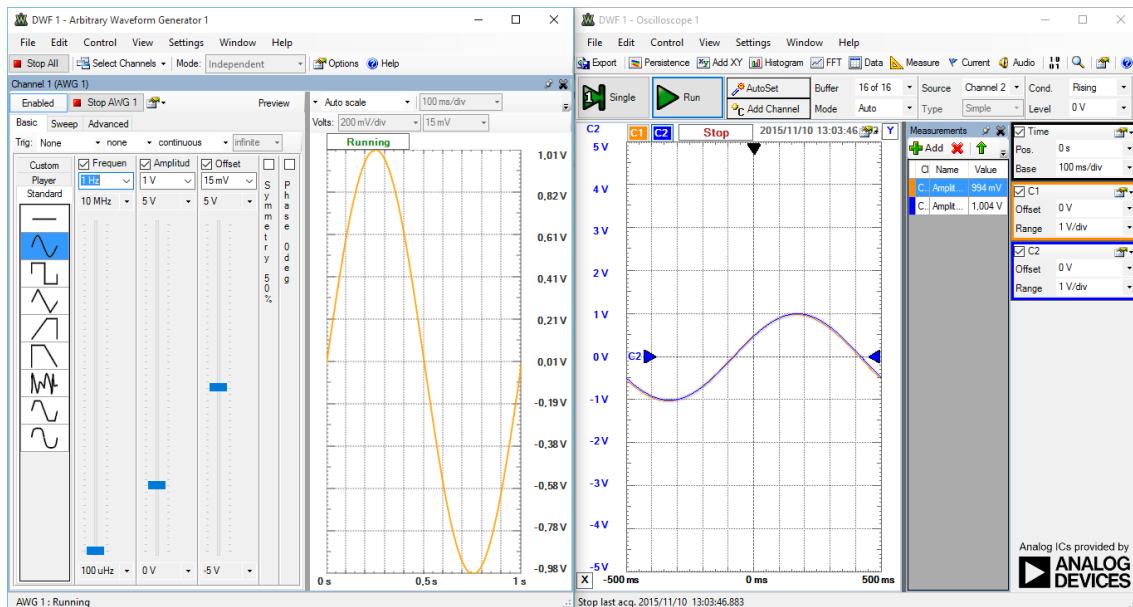 DWF 1 - Arbitrary Waveform Generator 1
File Edit Control View Settings Window Help
Stop All Select Channels Mode: Independent Options Help
Channel 1 (AWG 1)
Enabled Stop AWG 1 Preview
Basic Sweep Advanced
Trig: None none continuous infinite
Custom
Player
Standard
Frequen Amplitud Offset
1 Hz 1 V 15 mV
10 MHz 5 V 5 V
Symmetry 50%
Phase 0 deg
100 uHz 0 V -5 V
Auto scale 100 ms/div
Volts: 200 mV/div 15 mV
Running
1,01 V
0,82 V
0,61 V
0,41 V
0,21 V
0,01 V
-0,19 V
-0,38 V
-0,58 V
-0,78 V
-0,98 V
0 s 0,5 s 1 s
AWG 1: Running
DWF 1 - Oscilloscope 1
File Edit Control View Settings Window Help
Export Persistence Add XY Histogram FFT Data Measure Current Audio
Single Run AutoSet Buffer 16 of 16 Source Channel 2 Cond. Rising
Add Channel Mode Auto Type Simple Level 0 V
C2 C1 C2 Stop 2015/11/10 13:03:46 Y
5 V
4 V
3 V
2 V
1 V
0 V C2
-1 V
-2 V
-3 V
-4 V
-5 V
X -500 ms 0 ms 500 ms
Measurements
Add
Name Value
C.. Amplit... 994 mV
C.. Amplit... 1,004 V
Time
Pos. 0 s
Base 100 ms/div
C1
Offset 0 V
Range 1 V/div
C2
Offset 0 V
Range 1 V/div
Analog ICs provided by
ANALOG
DEVICES
Stop last acq. 2015/11/10 13:03:46.883